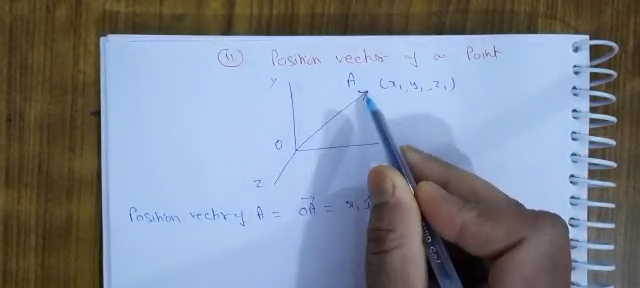 (ii) Position vector of a Point
Y
A (x₁, y₁, z₁)
O
Z
Position vector of A = OA⃗ = x₁